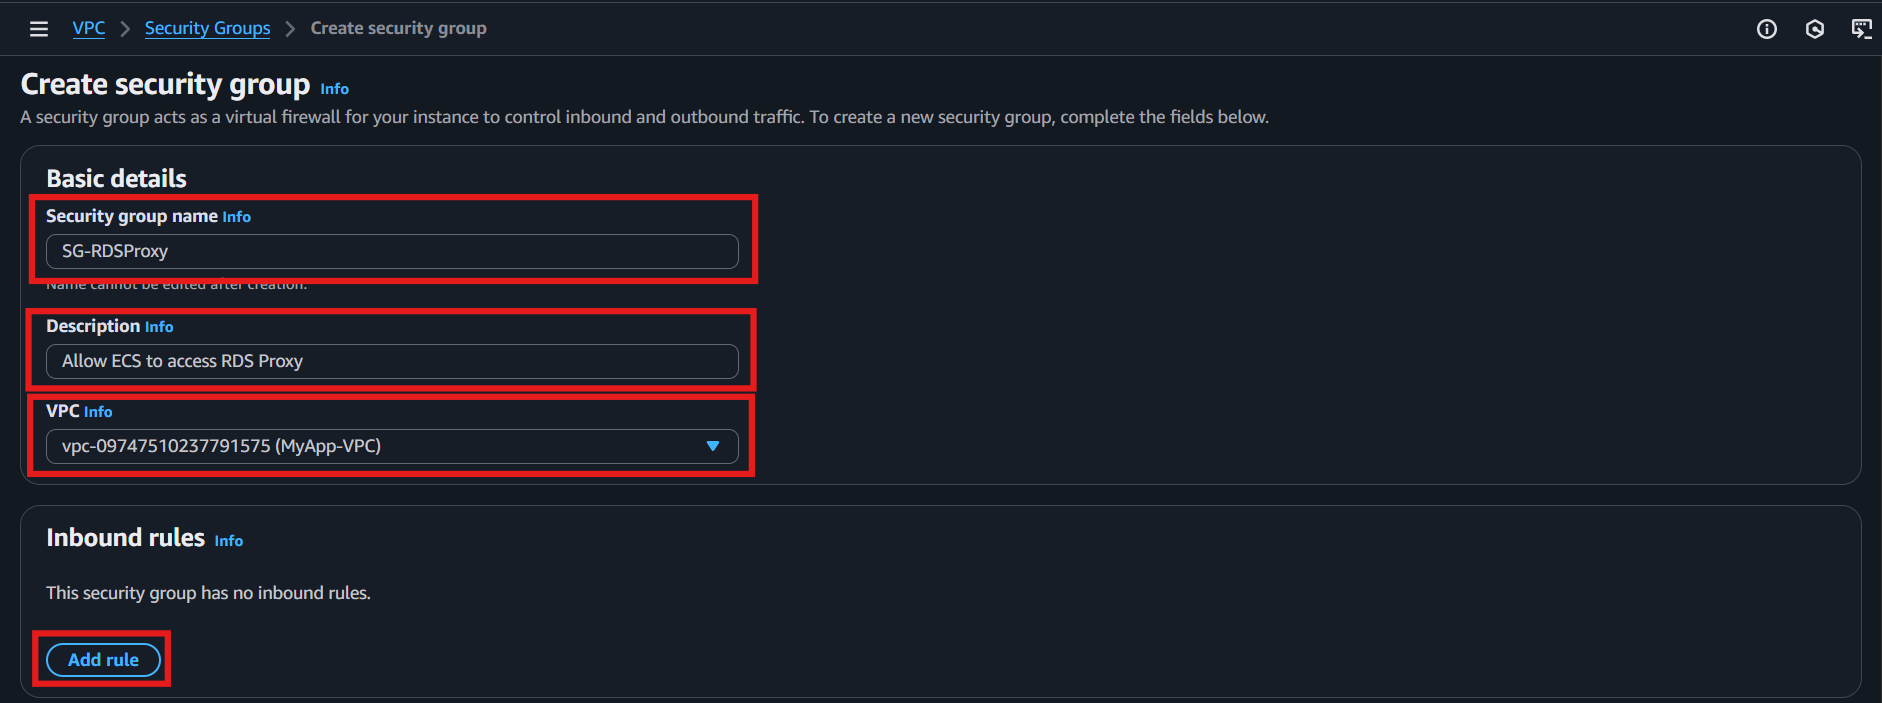 VPC > Security Groups > Create security group
Create security group Info
A security group acts as a virtual firewall for your instance to control inbound and outbound traffic. To create a new security group, complete the fields below.
Basic details
Security group name Info
SG-RDSProxy
Name cannot be edited after creation.
Description Info
Allow ECS to access RDS Proxy
VPC Info
vpc-09747510237791575 (MyApp-VPC)
Inbound rules Info
This security group has no inbound rules.
Add rule